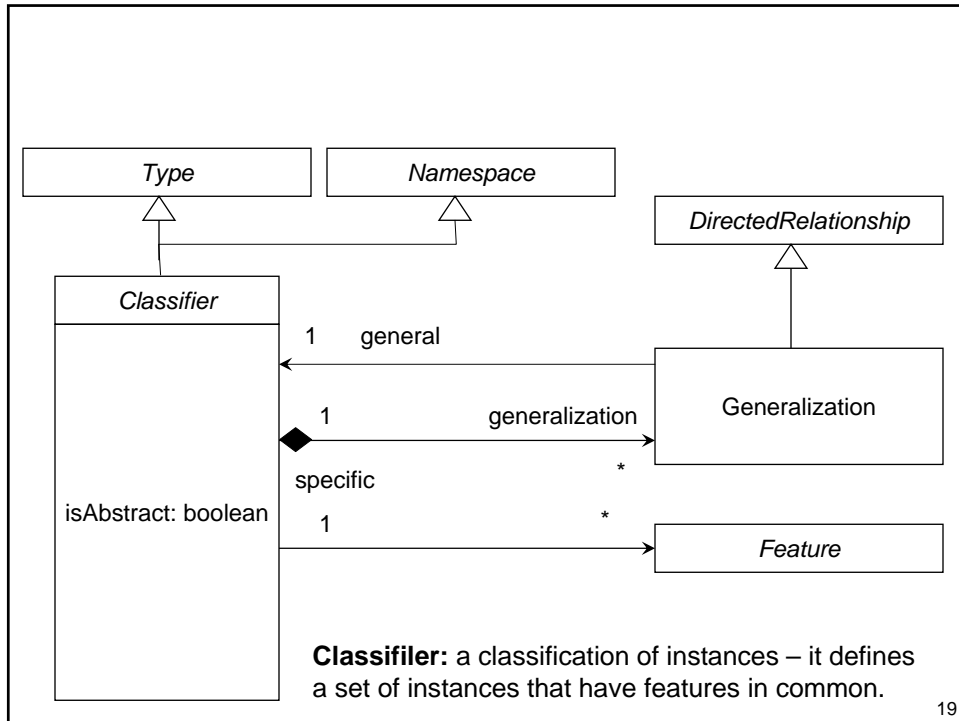 Type
Namespace
DirectedRelationship
Classifier
1 general
Generalization
1 generalization
*
specific
isAbstract: boolean
1 *
Feature
Classifiler: a classification of instances – it defines
a set of instances that have features in common.
19